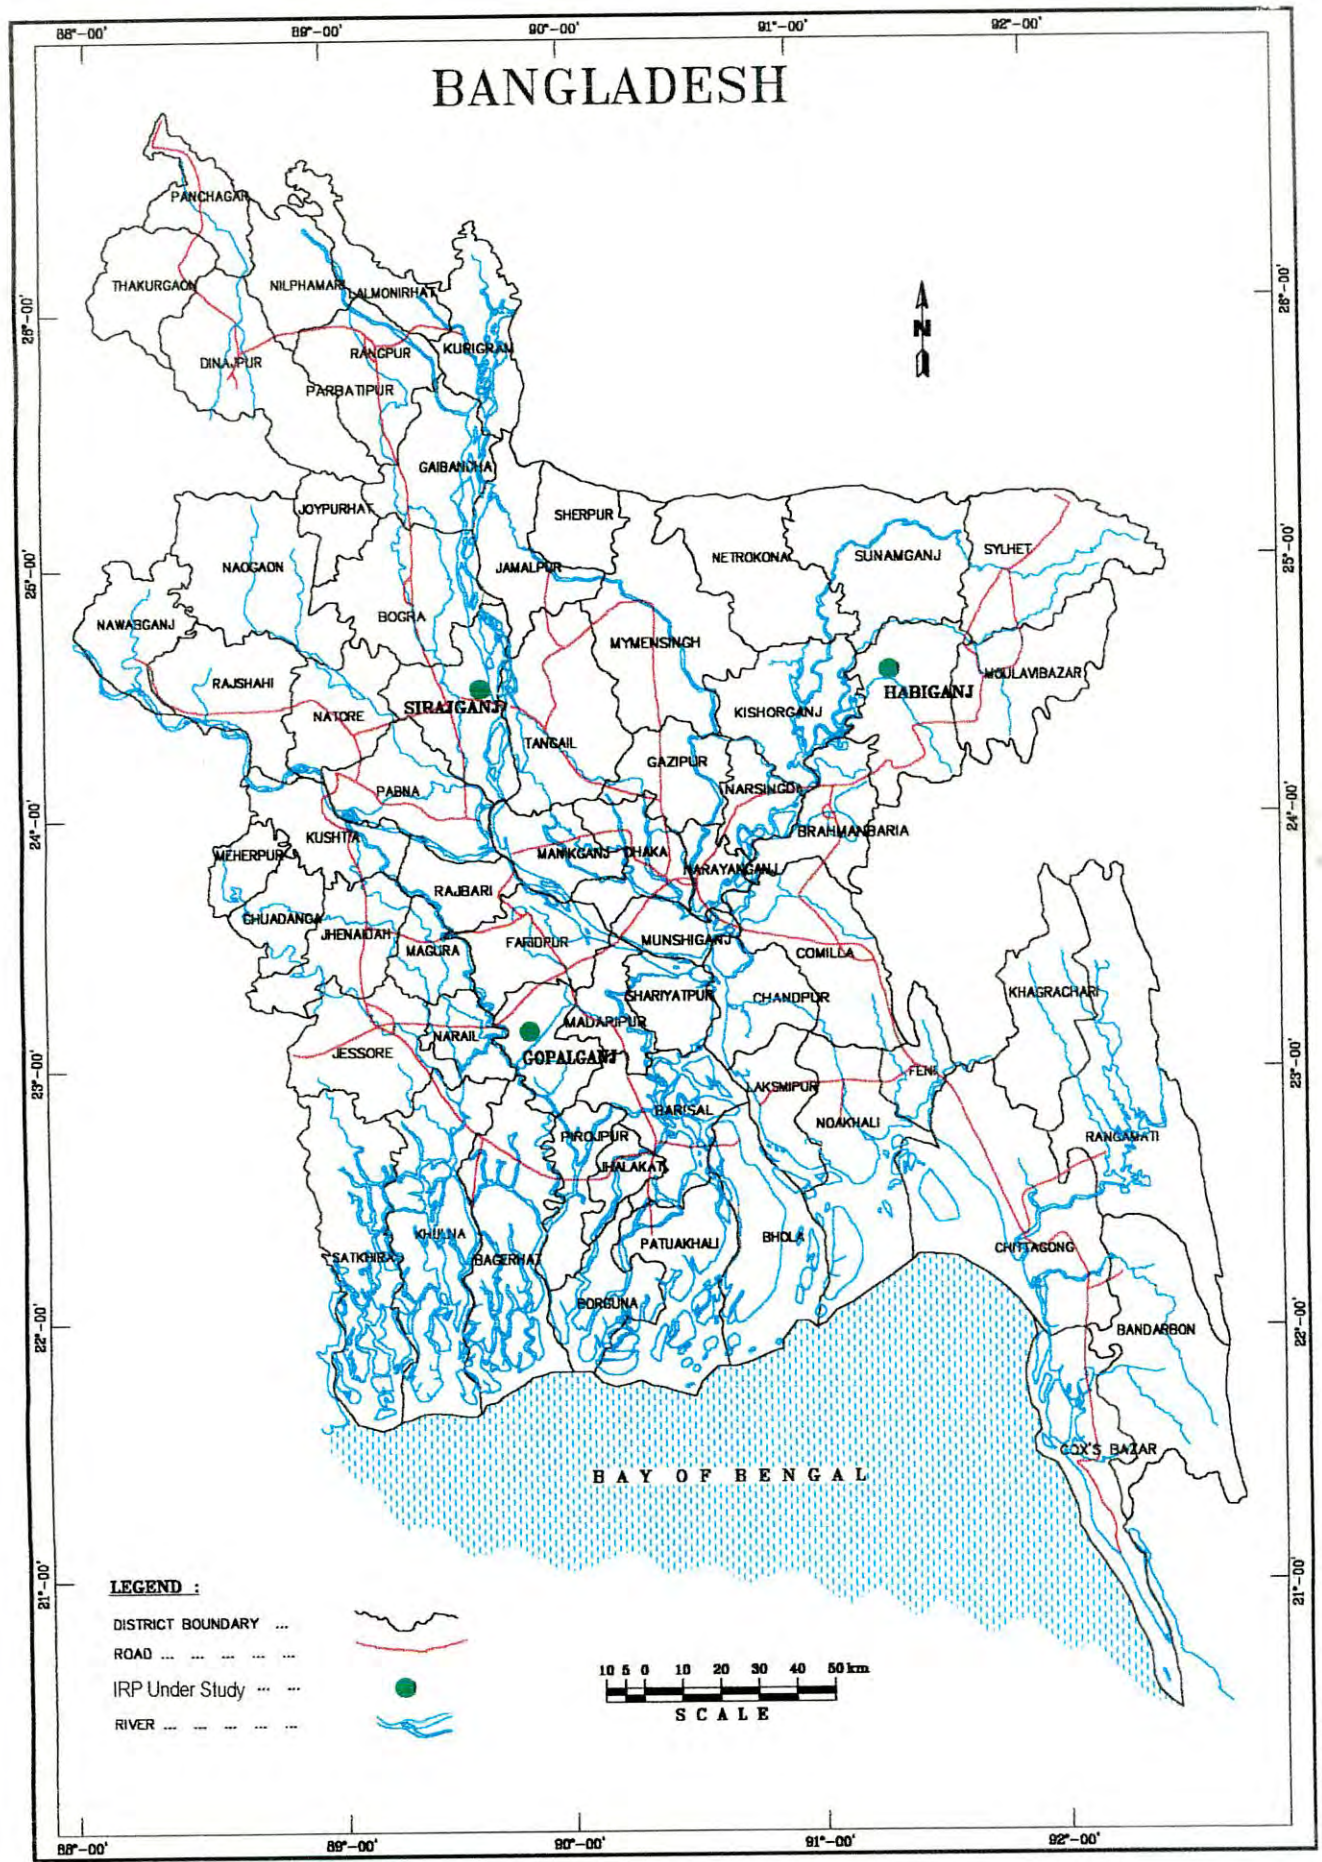 88°-00' 89°-00' 90°-00' 91°-00' 92°-00'
BANGLADESH
PANCHAGAR
THAKURGAON
NILPHAMARI
LALMONIRHAT
26°-00'
26°-00'
N
DINAJPUR
RANGPUR
KURIGRAM
PARBATIPUR
GAIBANDHA
JOYPURHAT
SHERPUR
NETROKONA
SUNAMGANJ
SYLHET
25°-00'
25°-00'
NAOGAON
JAMALPUR
BOGRA
NAWABGANJ
MYMENSINGH
RAJSHAHI
MOULAVIBAZAR
HABIGANJ
SIRAJGANJ
NATORE
KISHORGANJ
TANGAIL
GAZIPUR
PABNA
NARSINGDI
24°-00'
24°-00'
KUSHTIA
BRAHMANBARIA
MEHERPUR
MANIKGANJ
DHAKA
NARAYANGANJ
RAJBARI
CHUADANGA
JHENAIDAH
MAGURA
FARIDPUR
MUNSHIGANJ
COMILLA
SHARIYATPUR
CHANDPUR
KHAGRACHARI
MADARIPUR
NARAIL
JESSORE
GOPALGANJ
23°-00'
23°-00'
FENI
LAKSMIPUR
BARISAL
NOAKHALI
PIROJPUR
RANGAMATI
JHALAKATI
KHULNA
SATKHIRA
BAGERHAT
PATUAKHALI
BHOLA
CHITTAGONG
BORGUNA
22°-00'
22°-00'
BANDARBON
COX'S BAZAR
BAY OF BENGAL
21°-00'
21°-00'
LEGEND :
DISTRICT BOUNDARY ...
ROAD ... ... ... ... ...
IRP Under Study ... ...
RIVER ... ... ... ... ...
10 5 0 10 20 30 40 50 km
SCALE
88°-00' 89°-00' 90°-00' 91°-00' 92°-00'